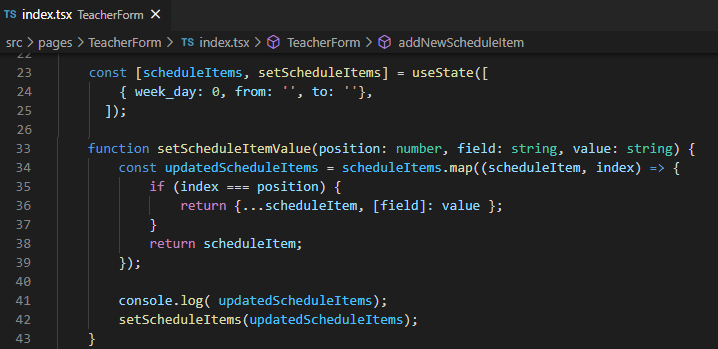 TS index.tsx TeacherForm ×
src > pages > TeacherForm > TS index.tsx > TeacherForm > addNewScheduleItem
22
23 const [scheduleItems, setScheduleItems] = useState([
24 { week_day: 0, from: '', to: ''},
25 ]);
26
33 function setScheduleItemValue(position: number, field: string, value: string) {
34 const updatedScheduleItems = scheduleItems.map((scheduleItem, index) => {
35 if (index === position) {
36 return {...scheduleItem, [field]: value };
37 }
38 return scheduleItem;
39 });
40
41 console.log( updatedScheduleItems);
42 setScheduleItems(updatedScheduleItems);
43 }